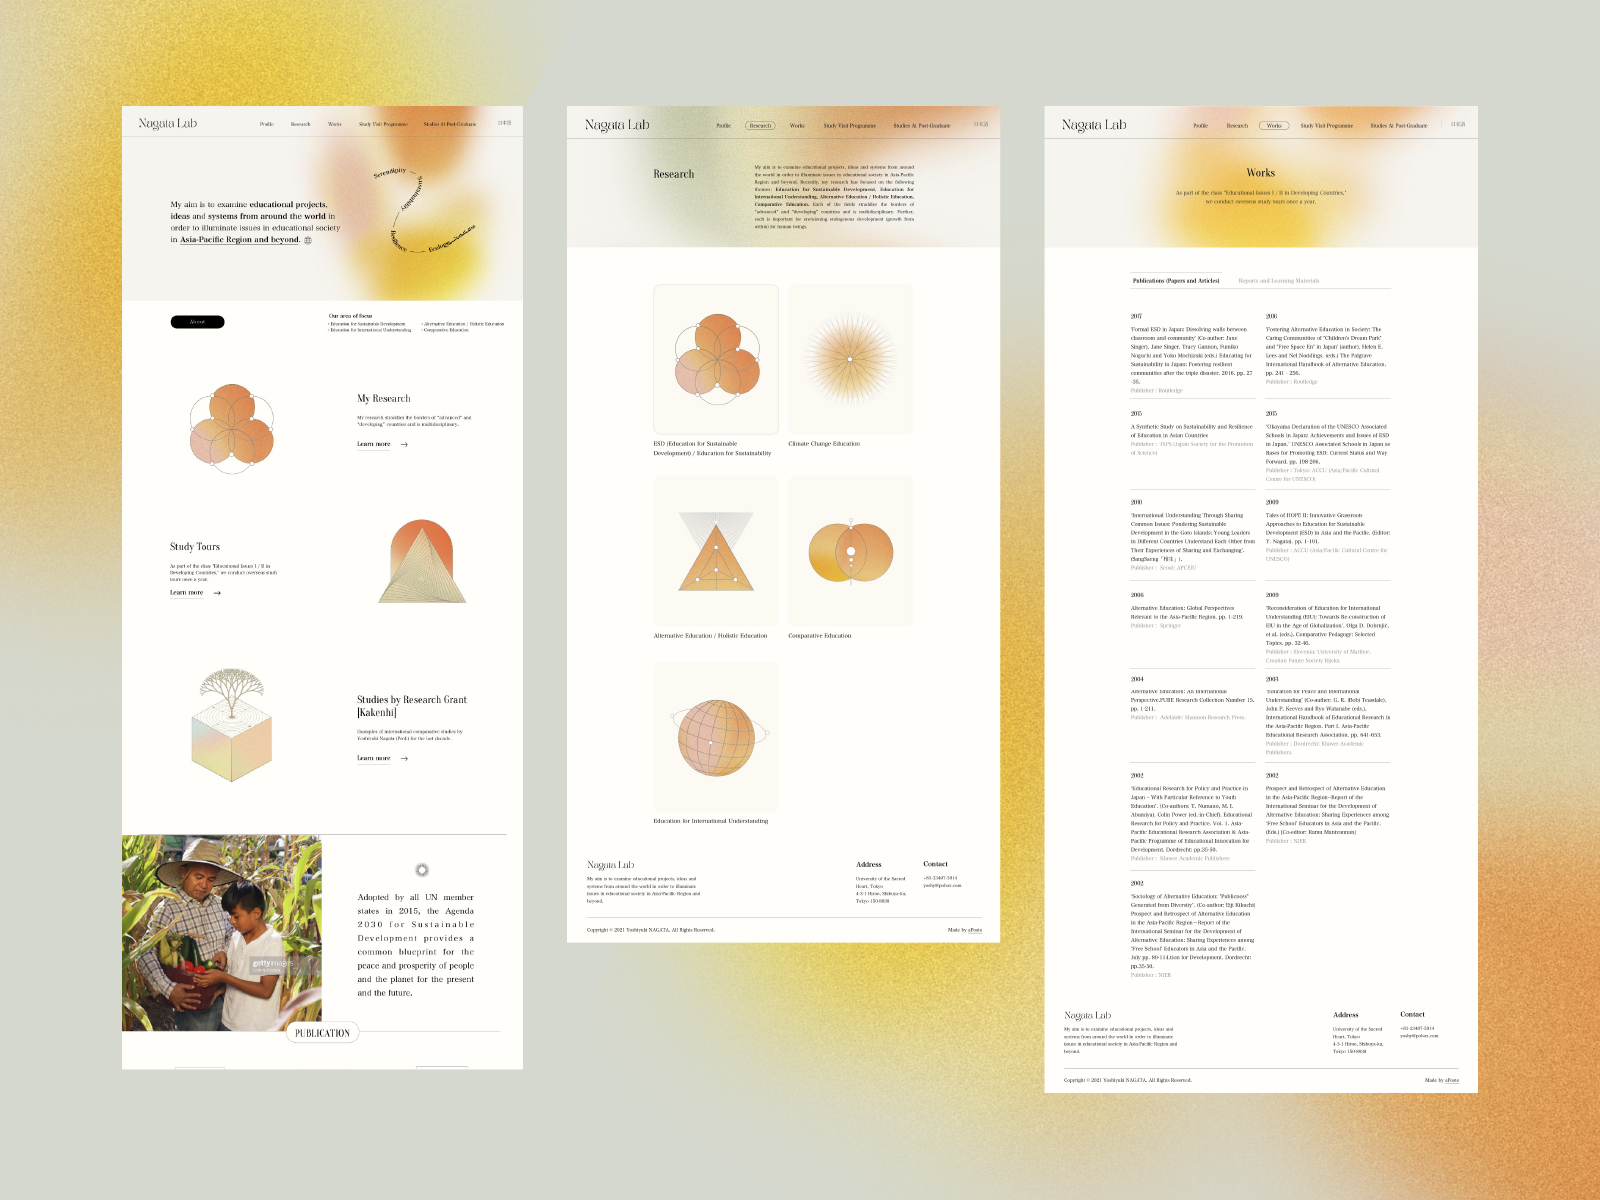 Nagata Lab
Profile
Research
Works
Study Visit Programme
Studies At Post-Graduate
日本語
My aim is to examine educational projects,
ideas and systems from around the world in
order to illuminate issues in educational society
in Asia-Pacific Region and beyond.
Serendipity
Sustainability
Resilience
Ecology
About
Our area of focus
· Education for Sustainable Development
· Education for International Understanding
· Alternative Education / Holistic Education
· Comparative Education
My Research
My research straddles the borders of "advanced" and
"developing" countries and is multidisciplinary.
Learn more →
Study Tours
As part of the class "Educational Issues I / II in
Developing Countries," we conduct overseas study
tours once a year.
Learn more →
Studies by Research Grant
[Kakenhi]
Examples of international comparative studies by
Yoshiyuki Nagata (Prof.) for the last decade.
Learn more →
gettyimages
Adopted by all UN member
states in 2015, the Agenda
2030 for Sustainable
Development provides a
common blueprint for the
peace and prosperity of people
and the planet for the present
and the future.
PUBLICATION
Nagata Lab
Profile
Research
Works
Study Visit Programme
Studies At Post-Graduate
日本語
Research
My aim is to examine educational projects, ideas and systems from around
the world in order to illuminate issues in educational society in Asia-Pacific
Region and beyond. Recently, my research has focused on the following
themes: Education for Sustainable Development, Education for
International Understanding, Alternative Education / Holistic Education,
Comparative Education. Each of the fields straddles the borders of
"advanced" and "developing" countries and is multidisciplinary. Further,
each is important for envisioning endogenous development (growth from
within) for human beings.
ESD (Education for Sustainable
Development) / Education for Sustainability
Climate Change Education
Alternative Education / Holistic Education
Comparative Education
Education for International Understanding
Nagata Lab
My aim is to examine educational projects, ideas and
systems from around the world in order to illuminate
issues in educational society in Asia-Pacific Region and
beyond.
Address
University of the Sacred
Heart, Tokyo
4-3-1 Hiroo, Shibuya-ku,
Tokyo 150-8938
Contact
+81-33407-5914
Copyright © 2021 Yoshiyuki NAGATA. All Rights Reserved.
Made by aPosto
Nagata Lab
Profile
Research
Works
Study Visit Programme
Studies At Post-Graduate
日本語
Works
As part of the class "Educational Issues I / II in Developing Countries,"
we conduct overseas study tours once a year.
Publications (Papers and Articles)
Reports and Learning Materials
2017
'Formal ESD in Japan: Dissolving walls between
classroom and community' (Co-author: Jane
Singer), Jane Singer, Tracy Gannon, Fumiko
Noguchi and Yoko Mochizuki (eds.) Educating for
Sustainability in Japan: Fostering resilient
communities after the triple disaster, 2016. pp. 27
-35.
Publisher : Routledge
2016
'Fostering Alternative Education in Society: The
Caring Communities of "Children's Dream Park"
and "Free Space En" in Japan' (author), Helen E.
Lees and Nel Noddings, (eds.) The Palgrave
International Handbook of Alternative Education,
pp. 241 - 256.
Publisher : Routledge
2015
A Synthetic Study on Sustainability and Resilience
of Education in Asian Countries
Publisher : JSPS (Japan Society for the Promotion
of Science)
2015
'Okayama Declaration of the UNESCO Associated
Schools in Japan: Achievements and Issues of ESD
in Japan.' UNESCO Associated Schools in Japan as
Bases for Promoting ESD: Current Status and Way
Forward, pp. 198-206.
Publisher : Tokyo: ACCU (Asia/Pacific Cultural
Centre for UNESCO)
2010
'International Understanding Through Sharing
Common Issues: Pondering Sustainable
Development in the Goto Islands: Young Leaders
in Different Countries Understand Each Other from
Their Experiences of Sharing and Exchanging'.
Publisher : Seoul: APCEIU
2009
Tales of HOPE II: Innovative Grassroots
Approaches to Education for Sustainable
Development (ESD) in Asia and the Pacific. (Editor:
Y. Nagata). pp. 1-191.
Publisher : ACCU (Asia/Pacific Cultural Centre for
UNESCO)
2006
Alternative Education: Global Perspectives
Relevant to the Asia-Pacific Region, pp. 1-219.
Publisher : Springer
2009
'Reconsideration of Education for International
Understanding (EIU): Towards Re-construction of
EIU in the Age of Globalization'. Olga D. Dobrnjic,
et al. (eds.). Comparative Pedagogy: Selected
Topics. pp. 32-46.
Publisher : Slovenia: University of Maribor,
Croatian Future Society Rijeka
2004
Alternative Education: An International
Perspective.FUBE Research Collection Number 15.
pp. 1-211.
Publisher : Adelaide: Shannon Research Press.
2003
'Education for Peace and International
Understanding' (Co-author: G. R. (Bob) Teasdale),
John P. Keeves and Ryo Watanabe (eds.),
International Handbook of Educational Research in
the Asia-Pacific Region. Part I. Asia-Pacific
Educational Research Association. pp. 641-653.
Publisher : Dordrecht: Kluwer Academic
Publishers.
2002
'Educational Research for Policy and Practice in
Japan – With Particular Reference to Youth
Education'. (Co-authors: Y. Numano, M. I.
Abumiya). Colin Power (ed. in-Chief). Educational
Research for Policy and Practice. Vol. 1. Asia-
Pacific Educational Research Association & Asia-
Pacific Programme of Educational Innovation for
Development. Dordrecht: pp.35-50.
Publisher : Kluwer Academic Publishers
2002
Prospect and Retrospect of Alternative Education
in the Asia-Pacific Region–Report of the
International Seminar for the Development of
Alternative Education: Sharing Experiences among
'Free School' Educators in Asia and the Pacific.
(Eds.) [Co-editor: Ramu Manivannan]
Publisher : NIER
2002
'Sociology of Alternative Education: "Publicness"
Generated from Diversity'. (Co-author: Eiji Kikuchi)
Prospect and Retrospect of Alternative Education
in the Asia-Pacific Region–Report of the
International Seminar for the Development of
Alternative Education: Sharing Experiences among
'Free School' Educators in Asia and the Pacific.
July pp. 89-114.tion for Development. Dordrecht:
pp.35-50.
Publisher : NIER
Nagata Lab
My aim is to examine educational projects, ideas and
systems from around the world in order to illuminate
issues in educational society in Asia-Pacific Region and
beyond.
Address
University of the Sacred
Heart, Tokyo
4-3-1 Hiroo, Shibuya-ku,
Tokyo 150-8938
Contact
+81-33407-5914
Copyright © 2021 Yoshiyuki NAGATA. All Rights Reserved.
Made by aPosto